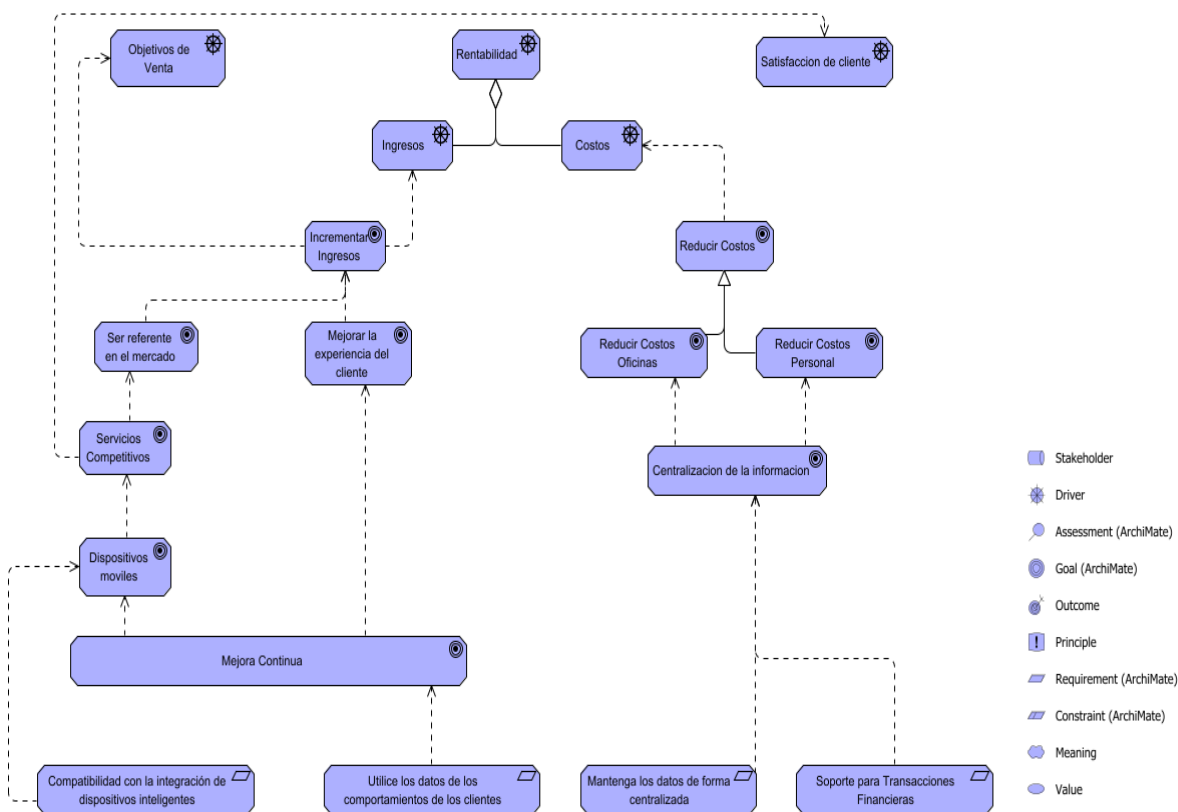 Objetivos de
Venta
Rentabilidad
Satisfaccion de cliente
Ingresos
Costos
Incrementar
Ingresos
Reducir Costos
Ser referente
en el mercado
Mejorar la
experiencia del
cliente
Reducir Costos
Oficinas
Reducir Costos
Personal
Servicios
Competitivos
Centralizacion de la informacion
Dispositivos
moviles
Mejora Continua
Compatibilidad con la integración de
dispositivos inteligentes
Utilice los datos de los
comportamientos de los clientes
Mantenga los datos de forma
centralizada
Soporte para Transacciones
Financieras
Stakeholder
Driver
Assessment (ArchiMate)
Goal (ArchiMate)
Outcome
Principle
Requirement (ArchiMate)
Constraint (ArchiMate)
Meaning
Value